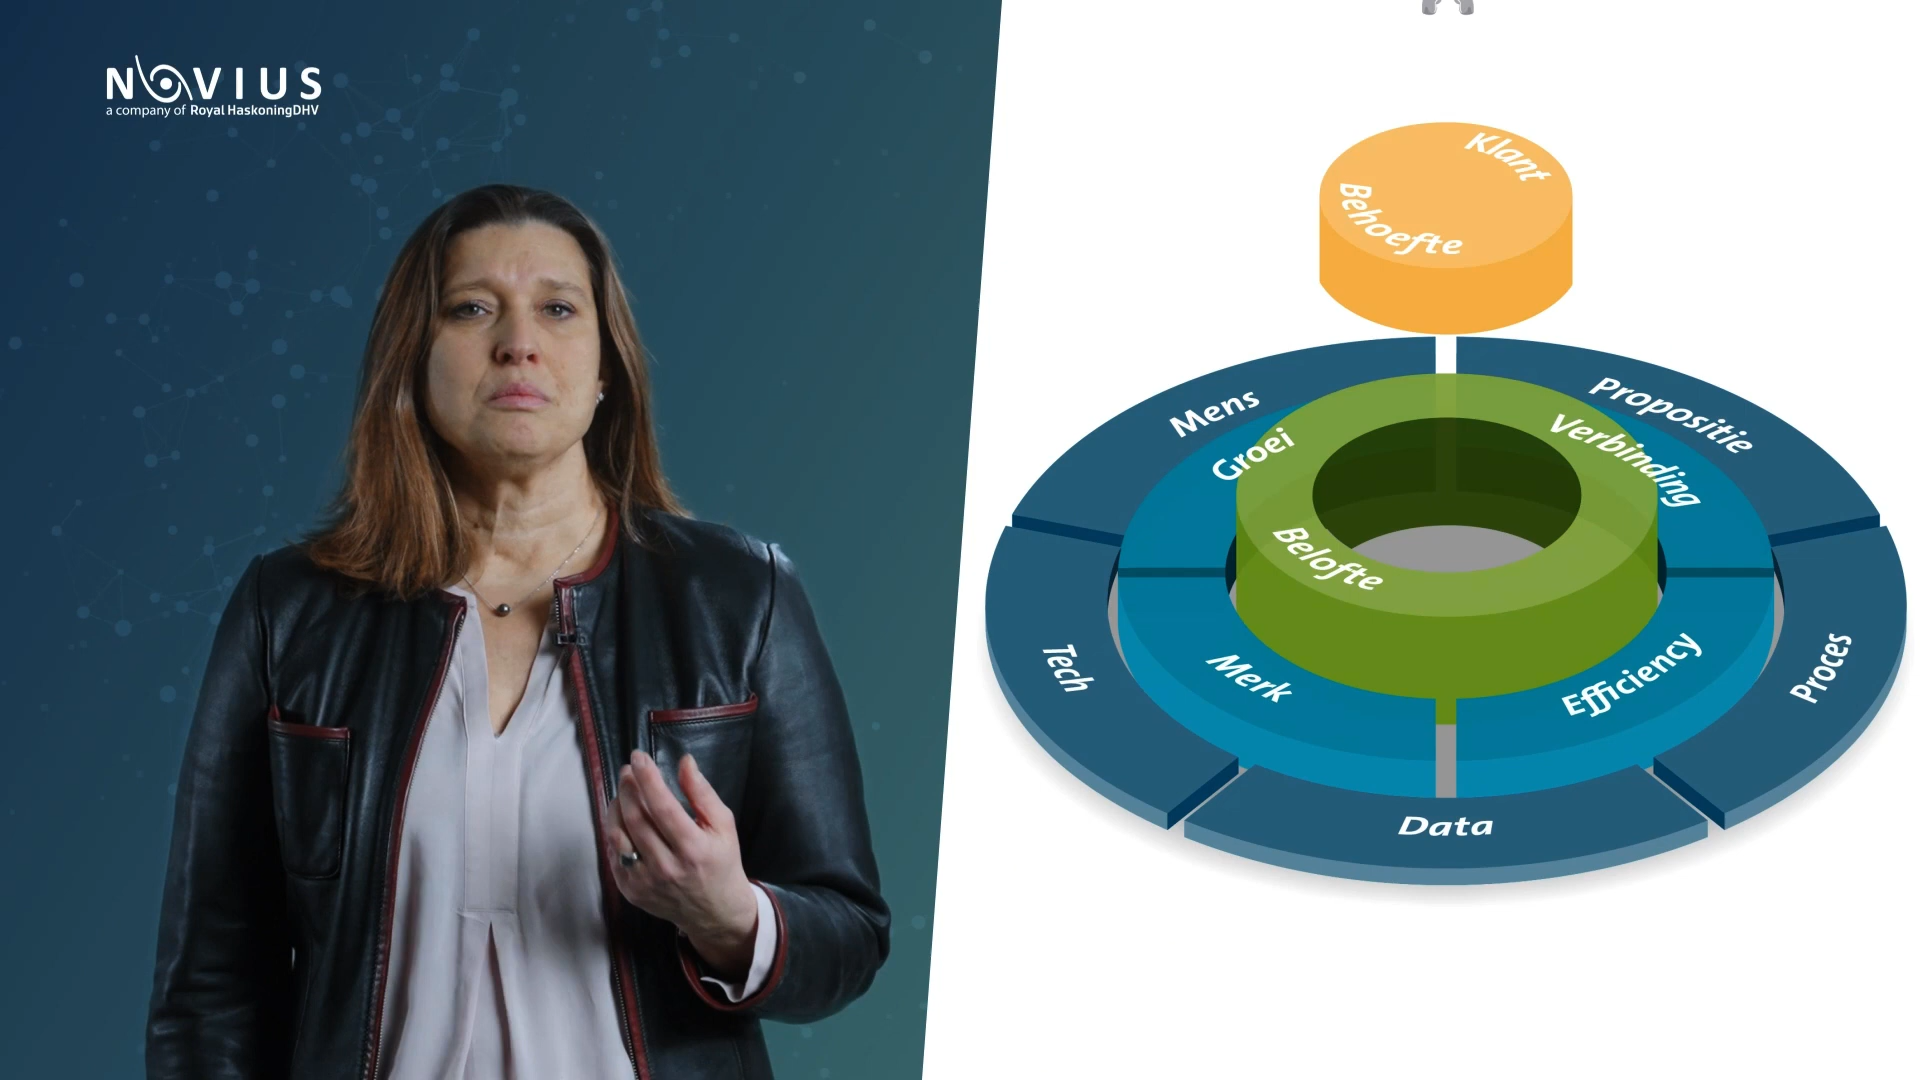 NOVIUS
a company of Royal HaskoningDHV
Klant
Behoefte
Mens
Propositie
Groei
Verbinding
Belofte
Tech
Merk
Efficiency
Proces
Data